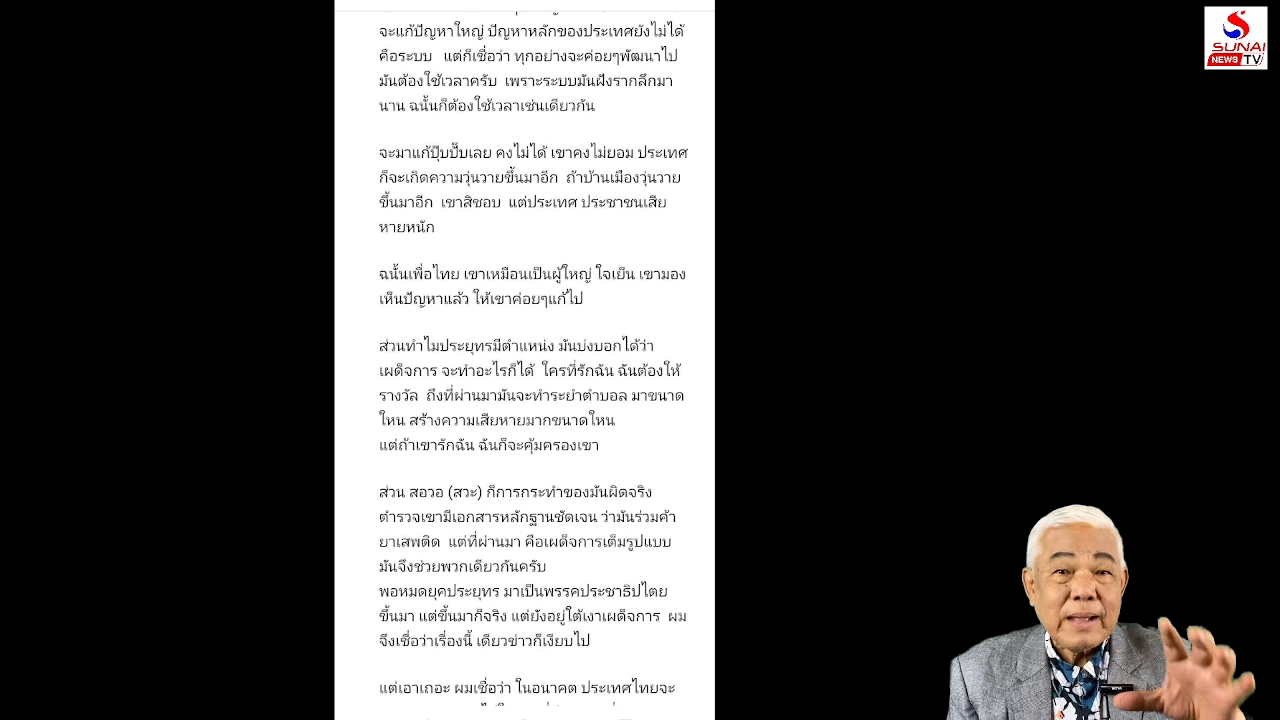 จะแก้ปัญหาใหญ่ ปัญหาหลักของประเทศยังไม่ได้
คือระบบ แต่ก็เชื่อว่า ทุกอย่างจะค่อยๆพัฒนาไป
มันต้องใช้เวลาครับ เพราะระบบมันฝังรากลึกมา
นาน ฉนั้นก็ต้องใช้เวลาเช่นเดียวกัน
จะมาแก้ปุ๊บปั๊บเลย คงไม่ได้ เขาคงไม่ยอม ประเทศ
ก็จะเกิดความวุ่นวายขึ้นมาอีก ถ้าบ้านเมืองวุ่นวาย
ขึ้นมาอีก เขาสิชอบ แต่ประเทศ ประชาชนเสีย
หายหนัก
ฉนั้นเพื่อไทย เขาเหมือนเป็นผู้ใหญ่ ใจเย็น เขามอง
เห็นปัญหาแล้ว ให้เขาค่อยๆแก้ไป
ส่วนทำไมประยุทธมีตำแหน่ง มันบ่งบอกได้ว่า
เผด็จการ จะทำอะไรก็ได้ ใครที่รักฉัน ฉันต้องให้
รางวัล ถึงที่ผ่านมามันจะทำระยำตำบอล มาขนาด
ใหน สร้างความเสียหายมากขนาดใหน
แต่ถ้าเขารักฉัน ฉันก็จะคุ้มครองเขา
ส่วน สอวอ (สวะ) ก็การกระทำของมันผิดจริง
ตำรวจเขามีเอกสารหลักฐานชัดเจน ว่ามันร่วมค้า
ยาเสพติด แต่ที่ผ่านมา คือเผด็จการเต็มรูปแบบ
มันจึงช่วยพวกเดียวกันครับ
พอหมดยุคประยุทร มาเป็นพรรคประชาธิปไตย
ขึ้นมา แต่ขึ้นมาก็จริง แต่ยังอยู่ใต้เงาเผด็จการ ผม
จึงเชื่อว่าเรื่องนี้ เดียวข่าวก็เงียบไป
แต่เอาเถอะ ผมเชื่อว่า ในอนาคต ประเทศไทยจะ
SUNAI
NEWS TV